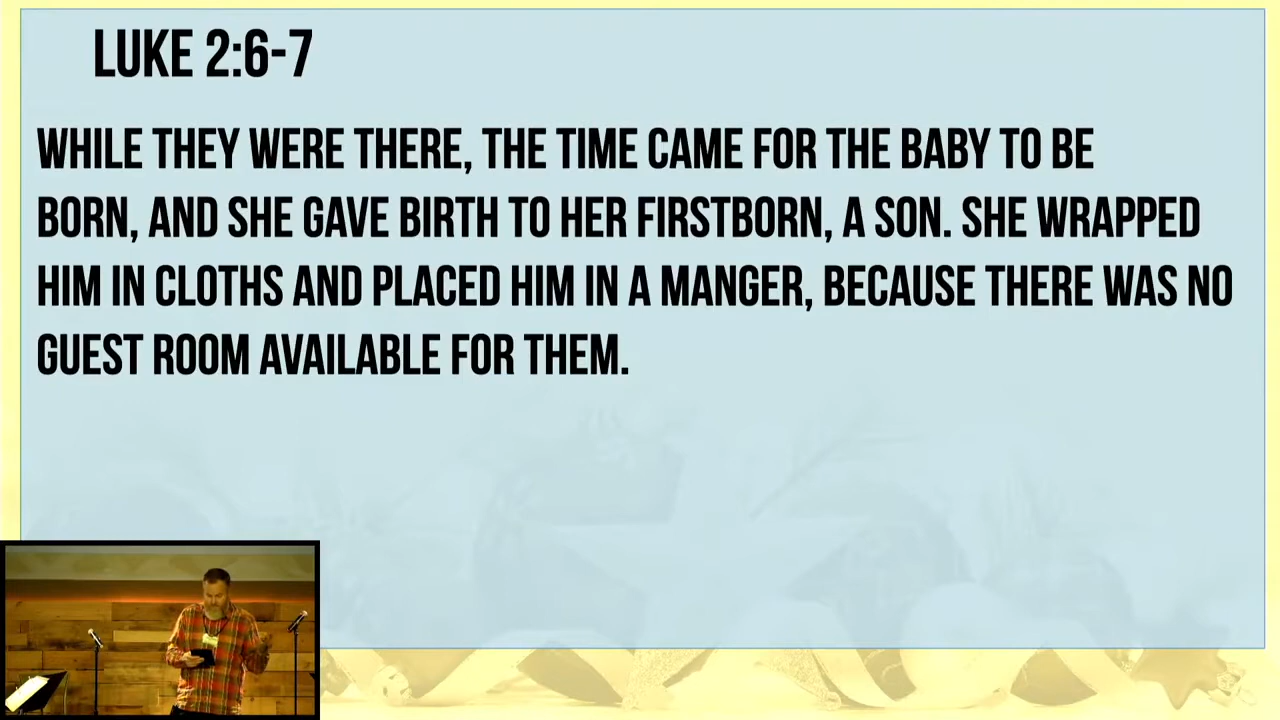 LUKE 2:6-7
WHILE THEY WERE THERE, THE TIME CAME FOR THE BABY TO BE
BORN, AND SHE GAVE BIRTH TO HER FIRSTBORN, A SON. SHE WRAPPED
HIM IN CLOTHS AND PLACED HIM IN A MANGER, BECAUSE THERE WAS NO
GUEST ROOM AVAILABLE FOR THEM.